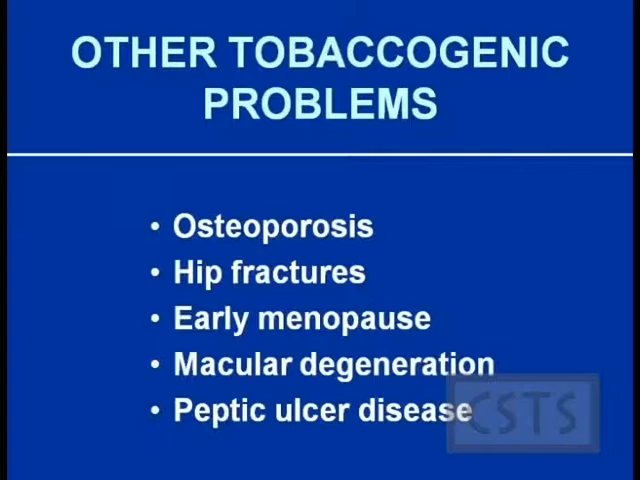 OTHER TOBACCOGENIC
PROBLEMS
• Osteoporosis
• Hip fractures
• Early menopause
• Macular degeneration
• Peptic ulcer disease
CSTS